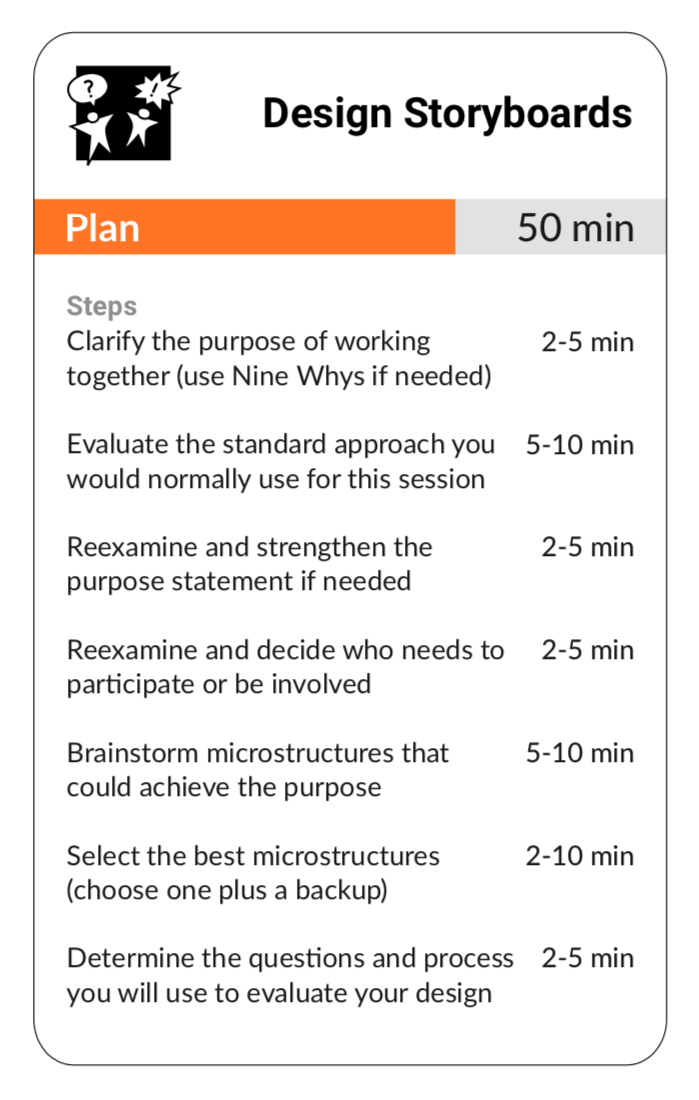 ? !
Design Storyboards
Plan 50 min
Steps
Clarify the purpose of working 2-5 min
together (use Nine Whys if needed)
Evaluate the standard approach you 5-10 min
would normally use for this session
Reexamine and strengthen the 2-5 min
purpose statement if needed
Reexamine and decide who needs to 2-5 min
participate or be involved
Brainstorm microstructures that 5-10 min
could achieve the purpose
Select the best microstructures 2-10 min
(choose one plus a backup)
Determine the questions and process 2-5 min
you will use to evaluate your design